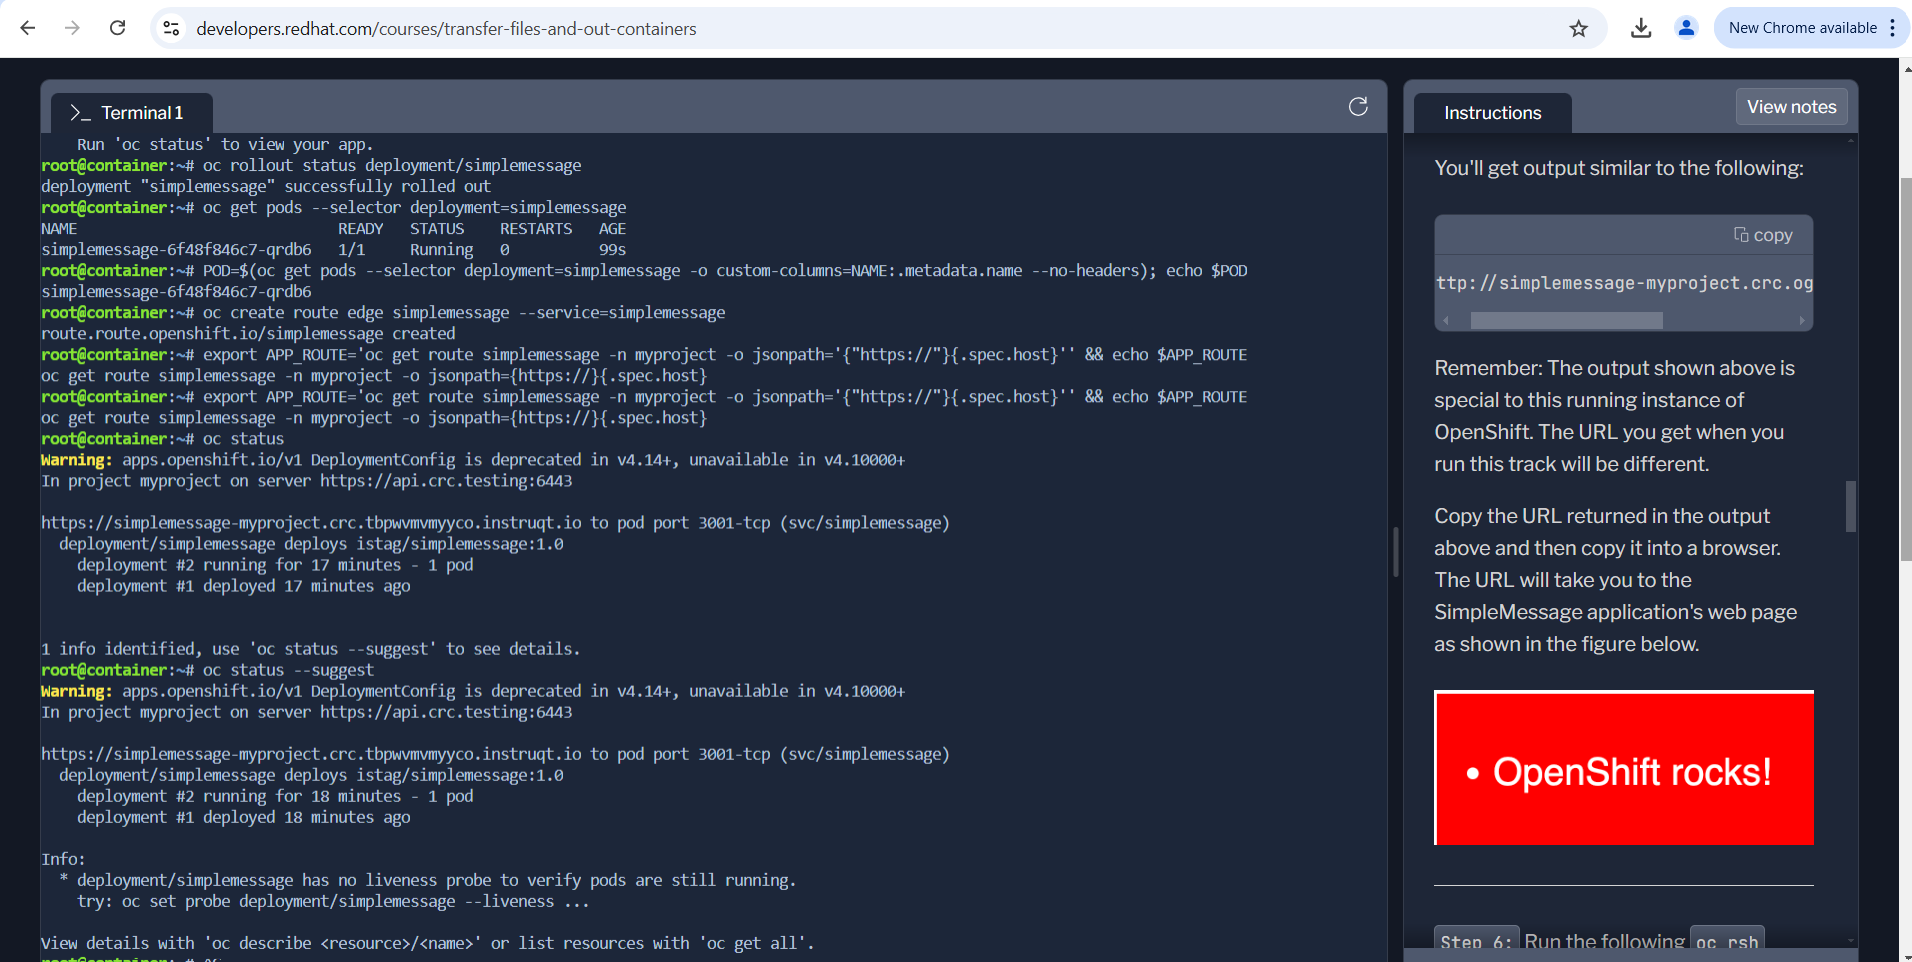 developers.redhat.com/courses/transfer-files-and-out-containers
New Chrome available
Terminal 1
Run 'oc status' to view your app.
root@container:~# oc rollout status deployment/simplemessage
deployment "simplemessage" successfully rolled out
root@container:~# oc get pods --selector deployment=simplemessage
NAME READY STATUS RESTARTS AGE
simplemessage-6f48f846c7-qrdb6 1/1 Running 0 99s
root@container:~# POD=$(oc get pods --selector deployment=simplemessage -o custom-columns=NAME:.metadata.name --no-headers); echo $POD
simplemessage-6f48f846c7-qrdb6
root@container:~# oc create route edge simplemessage --service=simplemessage
route.route.openshift.io/simplemessage created
root@container:~# export APP_ROUTE='oc get route simplemessage -n myproject -o jsonpath='{"https://"}{.spec.host}'' && echo $APP_ROUTE
oc get route simplemessage -n myproject -o jsonpath={https://}{.spec.host}
root@container:~# export APP_ROUTE='oc get route simplemessage -n myproject -o jsonpath='{"https://"}{.spec.host}'' && echo $APP_ROUTE
oc get route simplemessage -n myproject -o jsonpath={https://}{.spec.host}
root@container:~# oc status
Warning: apps.openshift.io/v1 DeploymentConfig is deprecated in v4.14+, unavailable in v4.10000+
In project myproject on server https://api.crc.testing:6443
https://simplemessage-myproject.crc.tbpwvmvmyyco.instruqt.io to pod port 3001-tcp (svc/simplemessage)
deployment/simplemessage deploys istag/simplemessage:1.0
deployment #2 running for 17 minutes - 1 pod
deployment #1 deployed 17 minutes ago
1 info identified, use 'oc status --suggest' to see details.
root@container:~# oc status --suggest
Warning: apps.openshift.io/v1 DeploymentConfig is deprecated in v4.14+, unavailable in v4.10000+
In project myproject on server https://api.crc.testing:6443
https://simplemessage-myproject.crc.tbpwvmvmyyco.instruqt.io to pod port 3001-tcp (svc/simplemessage)
deployment/simplemessage deploys istag/simplemessage:1.0
deployment #2 running for 18 minutes - 1 pod
deployment #1 deployed 18 minutes ago
Info:
* deployment/simplemessage has no liveness probe to verify pods are still running.
try: oc set probe deployment/simplemessage --liveness ...
View details with 'oc describe <resource>/<name>' or list resources with 'oc get all'.
Instructions
View notes
You'll get output similar to the following:
copy
ttp://simplemessage-myproject.crc.og
Remember: The output shown above is
special to this running instance of
OpenShift. The URL you get when you
run this track will be different.
Copy the URL returned in the output
above and then copy it into a browser.
The URL will take you to the
SimpleMessage application's web page
as shown in the figure below.
• OpenShift rocks!
Step 6: Run the following oc rsh